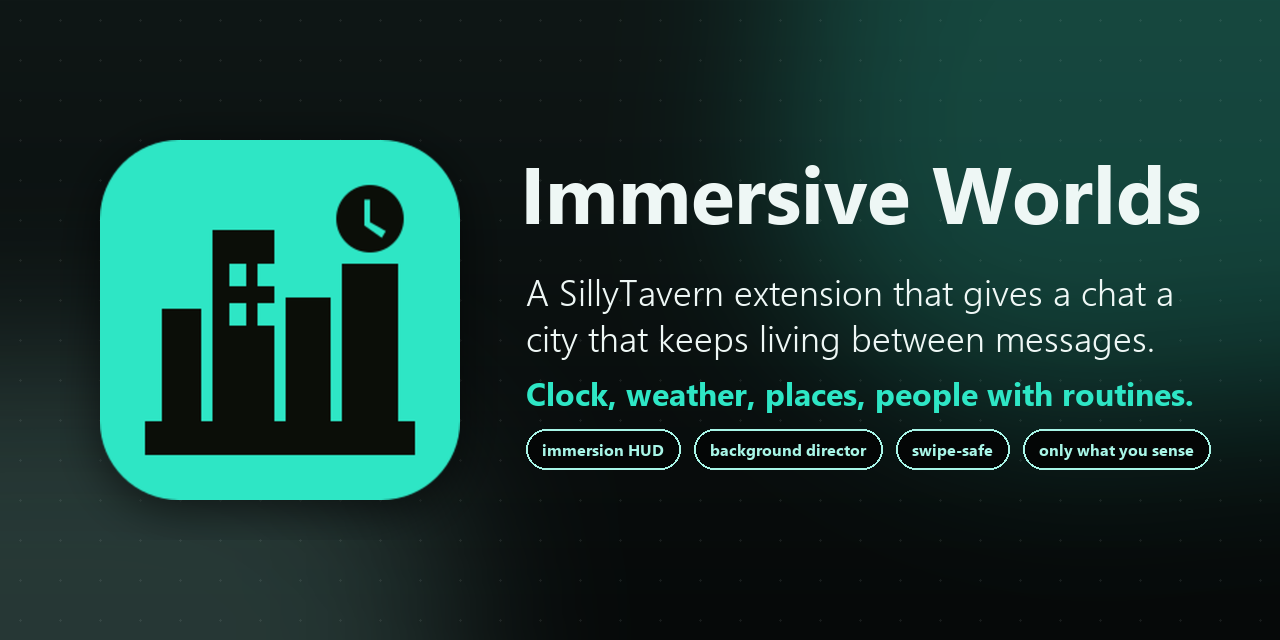 Immersive Worlds
A SillyTavern extension that gives a chat a
city that keeps living between messages.
Clock, weather, places, people with routines.
immersion HUD
background director
swipe-safe
only what you sense